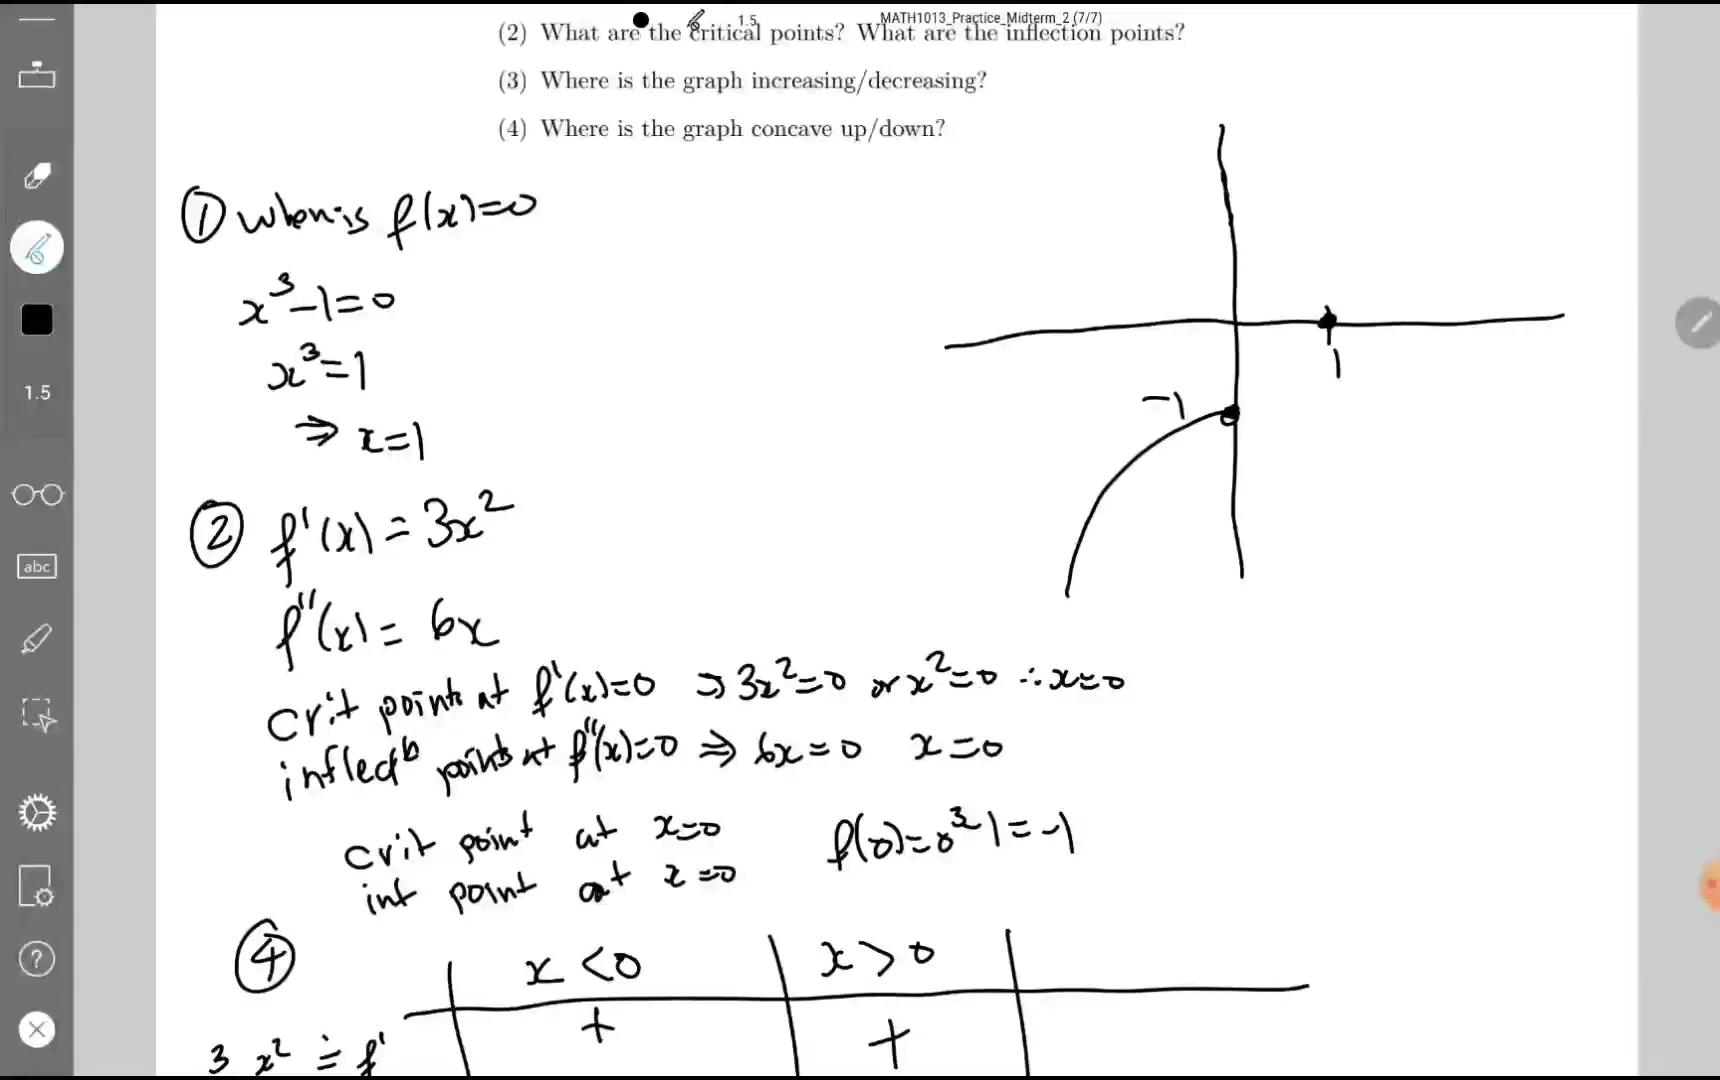 1.5
MATH1013_Practice_Midterm_2 (7/7)
(2) What are the critical points? What are the inflection points?
(3) Where is the graph increasing/decreasing?
(4) Where is the graph concave up/down?
① when is f(x)=0
x³-1=0
x³=1
⇒ x=1
1
-1
1.5
② f'(x) = 3x²
abc
f''(x) = 6x
crit points at f'(x)=0 ⇒ 3x²=0 or x²=0 ∴ x=0
points at f''(x)=0 ⇒ 6x=0 x=0
crit point at x=0 f(0)=0³-1=-1
inf point at x=0
④ x<0 x>0
3x² = f' + +